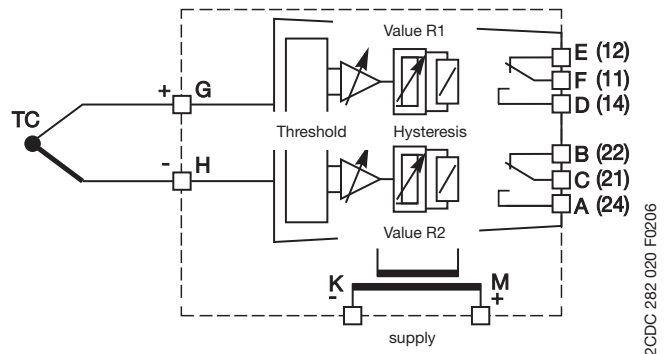 Value R1
E (12)
F (11)
D (14)
+ G
TC
Threshold
Hysteresis
- H
B (22)
C (21)
A (24)
Value R2
K
-
M
+
supply
2CDC 282 020 F0206